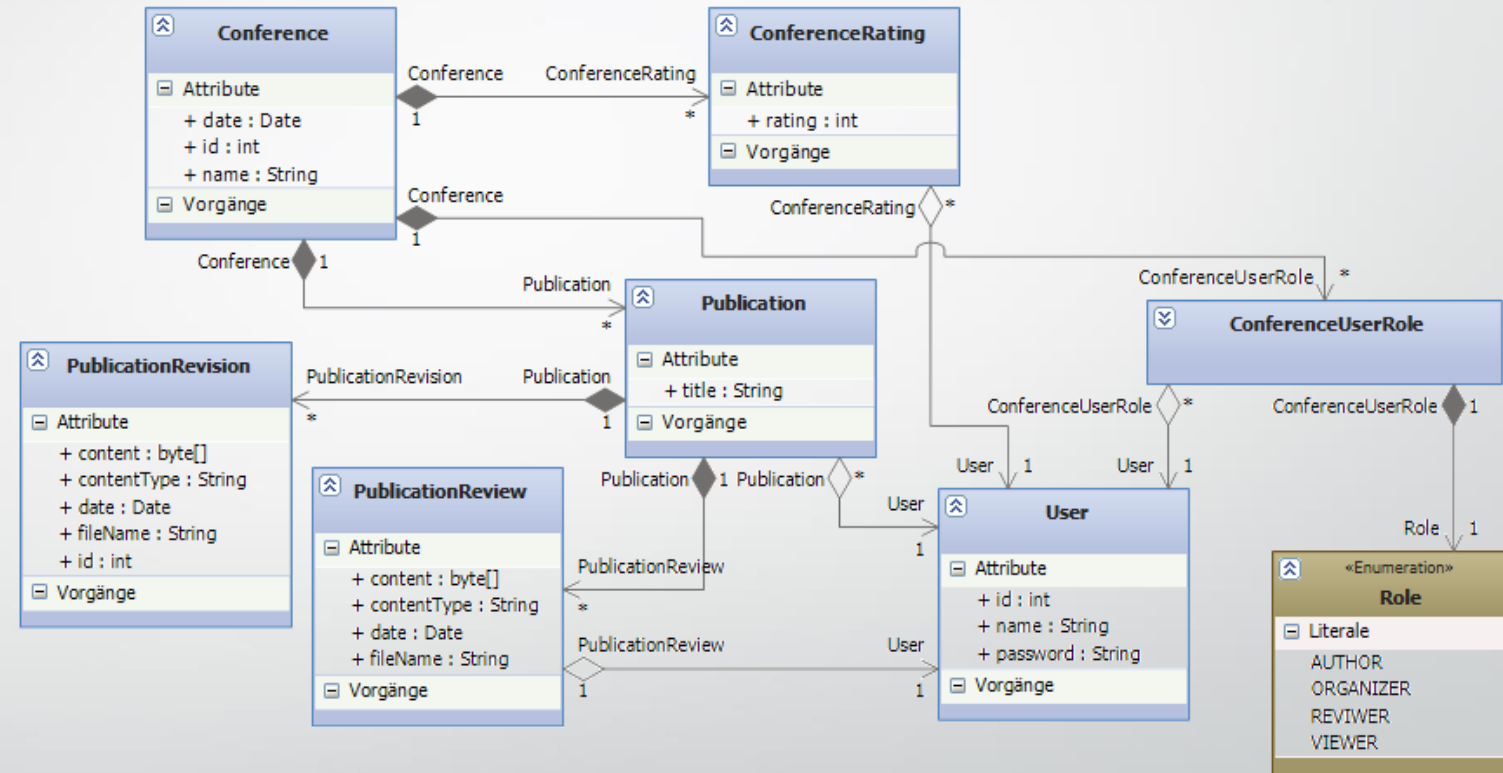 Conference
Attribute
+ date : Date
+ id : int
+ name : String
Vorgänge
Conference
ConferenceRating
1
*
ConferenceRating
Attribute
+ rating : int
Vorgänge
Conference
1
ConferenceRating
*
Conference
1
Publication
*
ConferenceUserRole
*
Publication
Attribute
+ title : String
Vorgänge
ConferenceUserRole
PublicationRevision
Attribute
+ content : byte[]
+ contentType : String
+ date : Date
+ fileName : String
+ id : int
Vorgänge
PublicationRevision
Publication
*
1
ConferenceUserRole
*
ConferenceUserRole
1
PublicationReview
Attribute
+ content : byte[]
+ contentType : String
+ date : Date
+ fileName : String
Vorgänge
Publication
1
Publication
*
User
1
User
1
User
1
PublicationReview
*
PublicationReview
User
1
1
User
Attribute
+ id : int
+ name : String
+ password : String
Vorgänge
Role
1
«Enumeration»
Role
Literale
AUTHOR
ORGANIZER
REVIWER
VIEWER